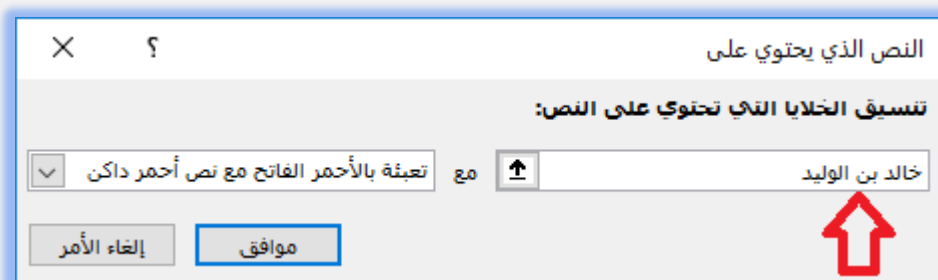 النص الذي يحتوي على ؟
تنسيق الخلايا التي تحتوي على النص:
خالد بن الوليد مع تعبئة بالأحمر الفاتح مع نص أحمر داكن
موافق إلغاء الأمر